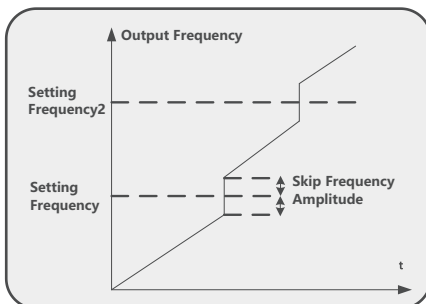 Output Frequency
Setting
Frequency2
Setting
Frequency
Skip Frequency
Amplitude
t